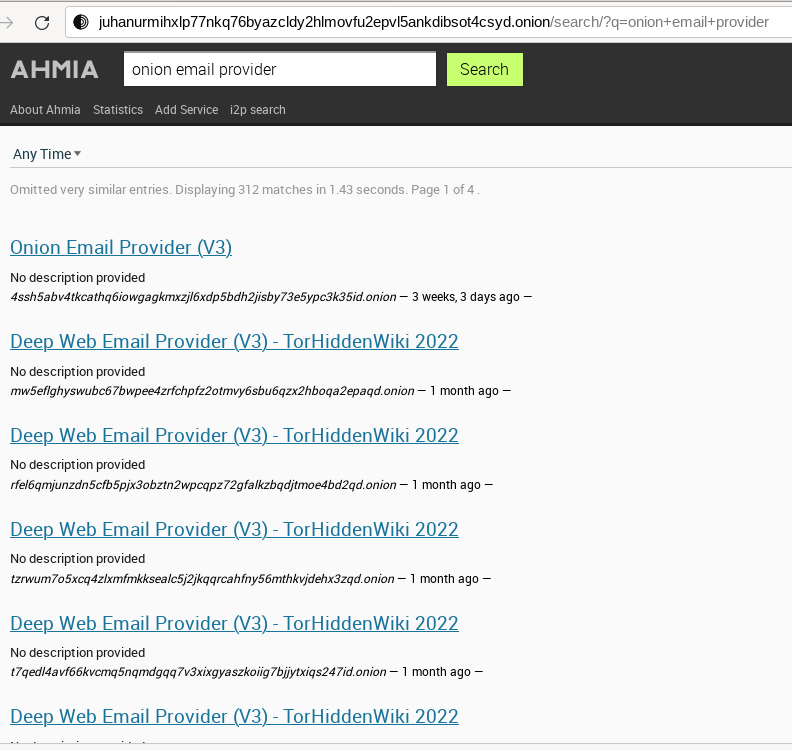 juhanurmihxlp77nkq76byazcldy2hlmovfu2epvl5ankdibsot4csyd.onion/search/?q=onion+email+provider
AHMIA
onion email provider
Search
About Ahmia Statistics Add Service i2p search
Any Time
Omitted very similar entries. Displaying 312 matches in 1.43 seconds. Page 1 of 4 .
Onion Email Provider (V3)
No description provided
4ssh5abv4tkcathq6iowgagkmxzjl6xdp5bdh2jisby73e5ypc3k35id.onion — 3 weeks, 3 days ago —
Deep Web Email Provider (V3) - TorHiddenWiki 2022
No description provided
mw5eflghyswubc67bwpee4zrfchpfz2otmvy6sbu6qzx2hboqa2epaqd.onion — 1 month ago —
Deep Web Email Provider (V3) - TorHiddenWiki 2022
No description provided
rfel6qmjunzdn5cfb5pjx3obztn2wpcqpz72gfalkzbqdjtmoe4bd2qd.onion — 1 month ago —
Deep Web Email Provider (V3) - TorHiddenWiki 2022
No description provided
tzrwum7o5xcq4zlxmfmkksealc5j2jkqqrcahfny56mthkvjdehx3zqd.onion — 1 month ago —
Deep Web Email Provider (V3) - TorHiddenWiki 2022
No description provided
t7qedl4avf66kvcmq5nqmdgqq7v3xixgyaszkoiig7bjjytxiqs247id.onion — 1 month ago —
Deep Web Email Provider (V3) - TorHiddenWiki 2022